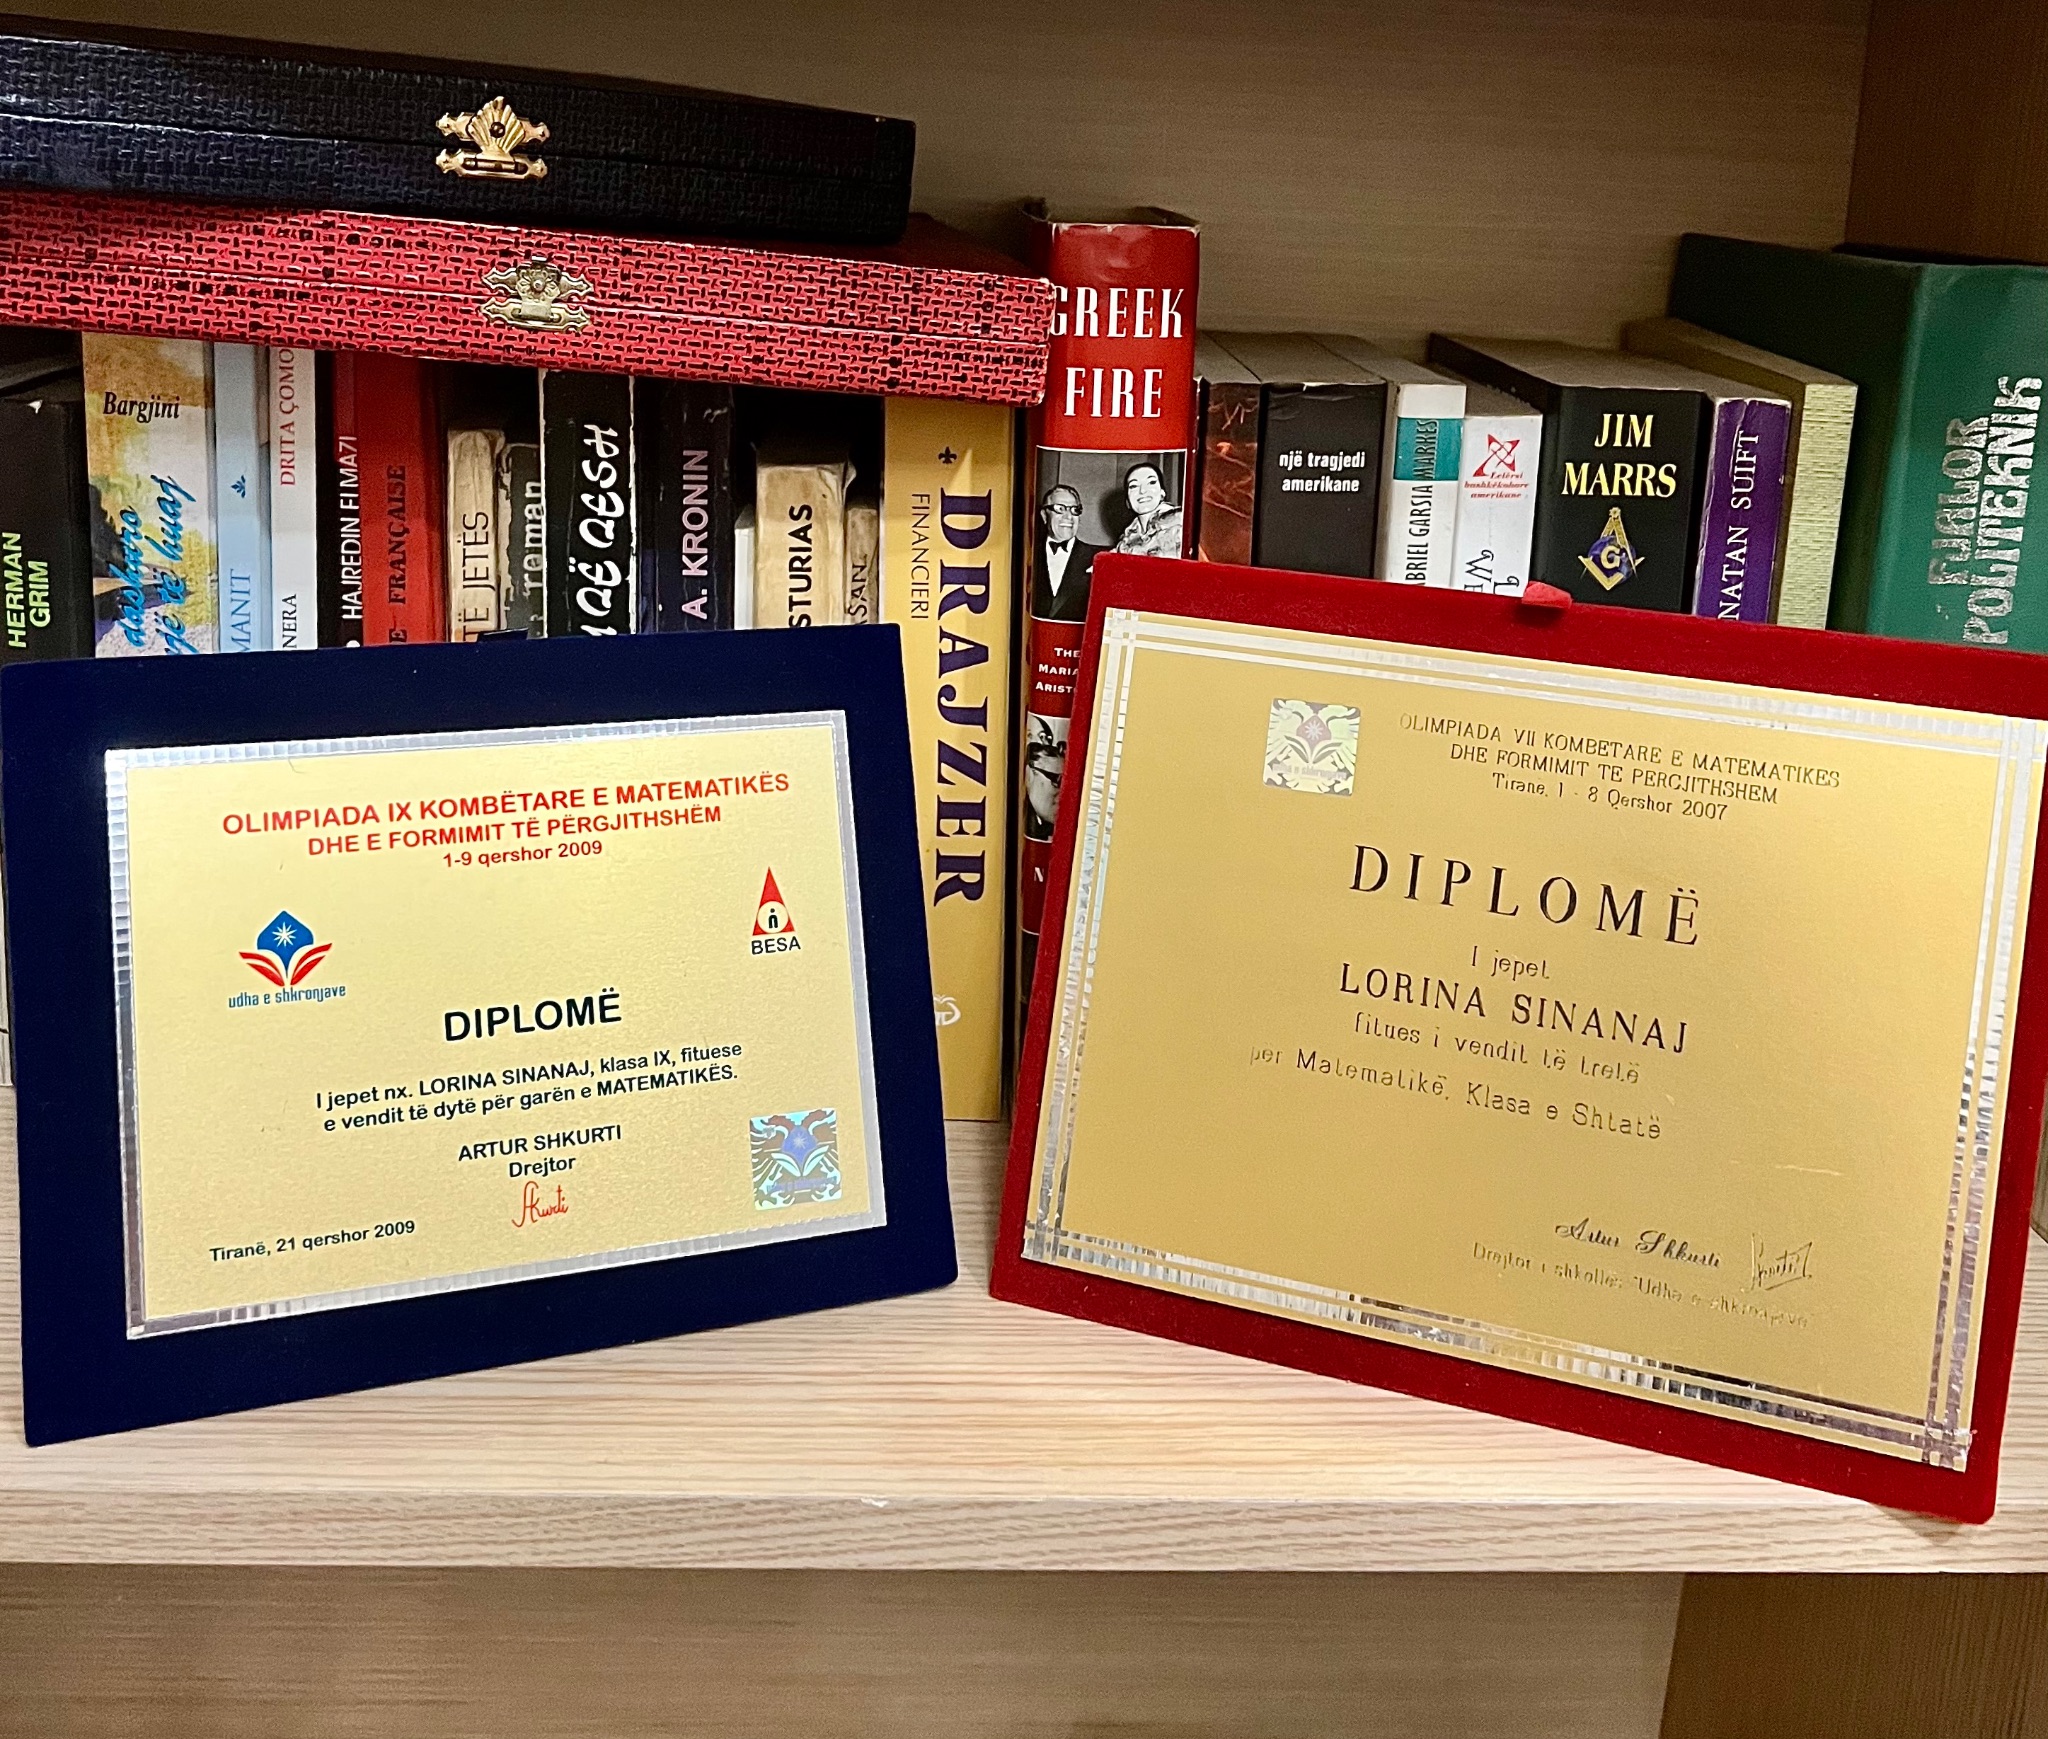 HERMAN
GRIM
Bargjini
dashuro
një të huaj
MANIT
DRITA ÇOMO
NERA
HAJREDIN FIMA71
E FRANÇAISE
TË JETËS
roman
QË QESH
A. KRONIN
STURIAS
SAN
FINANCIERI
DRAJZER
GREEK
FIRE
THE
MARIA
ARIST
N
një tragjedi
amerikane
ABRIEL GARSIA MARKES
Letërsi
bashkëkohore
amerikane
JIM
MARRS
G
NATAN SUIFT
FJALOR
POLITEKNIK
OLIMPIADA IX KOMBËTARE E MATEMATIKËS
DHE E FORMIMIT TË PËRGJITHSHËM
1-9 qershor 2009
udha e shkronjave
BESA
DIPLOMË
I jepet nx. LORINA SINANAJ, klasa IX, fituese
e vendit të dytë për garën e MATEMATIKËS.
ARTUR SHKURTI
Drejtor
Tiranë, 21 qershor 2009
udha e shkronjave
OLIMPIADA VII KOMBETARE E MATEMATIKES
DHE FORMIMIT TE PERGJITHSHEM
Tirane, 1 - 8 Qershor 2007
DIPLOMË
I jepet
LORINA SINANAJ
fitues i vendit të tretë
për Matematikë, Klasa e Shtatë
Artur Shkurti
Drejtor i shkollës "Udha e shkronjave"